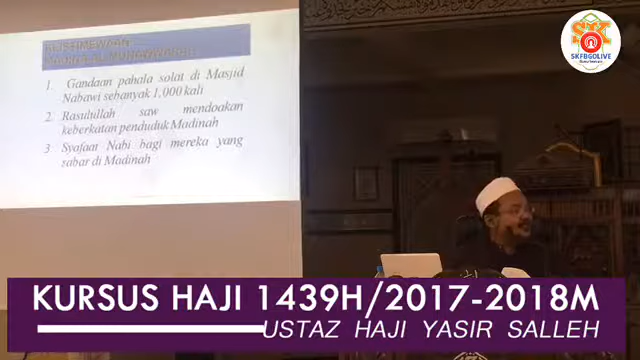 KEISTIMEWAAN
1. Gandaan pahala solat di Masjid
Nabawi sebanyak 1,000 kali
2. Rasulullah saw mendoakan
keberkatan penduduk Madinah
3 Syafaat Nabi bagi mereka yang
sabar di Madinah
SKFBGOLIVE
KURSUS HAJI 1439H/2017-2018M
USTAZ HAJI YASIR SALLEH